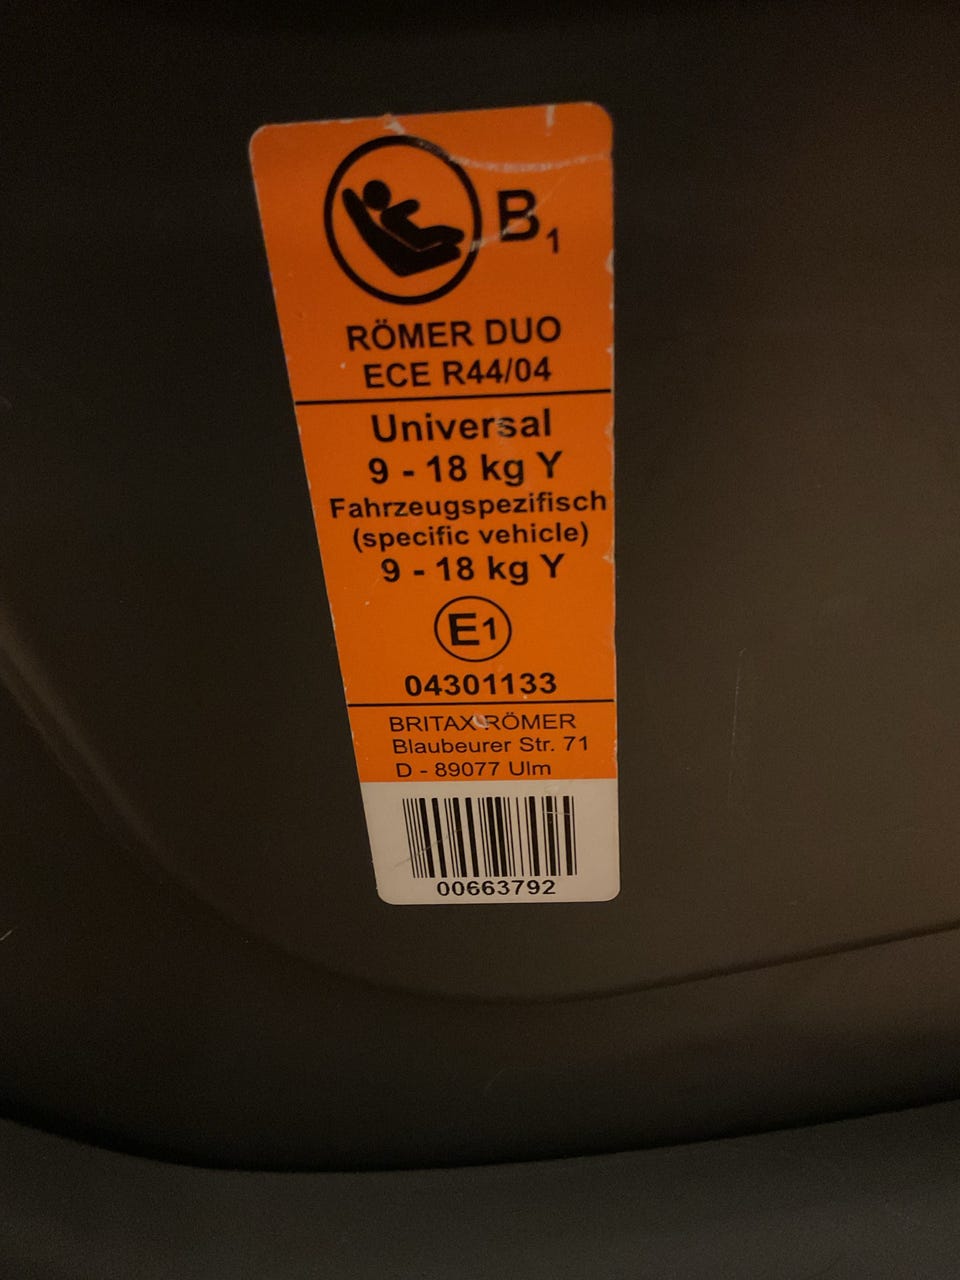 B1
RÖMER DUO
ECE R44/04
Universal
9 - 18 kg Y
Fahrzeugspezifisch
(specific vehicle)
9 - 18 kg Y
E1
04301133
BRITAX RÖMER
Blaubeurer Str. 71
D - 89077 Ulm
00663792